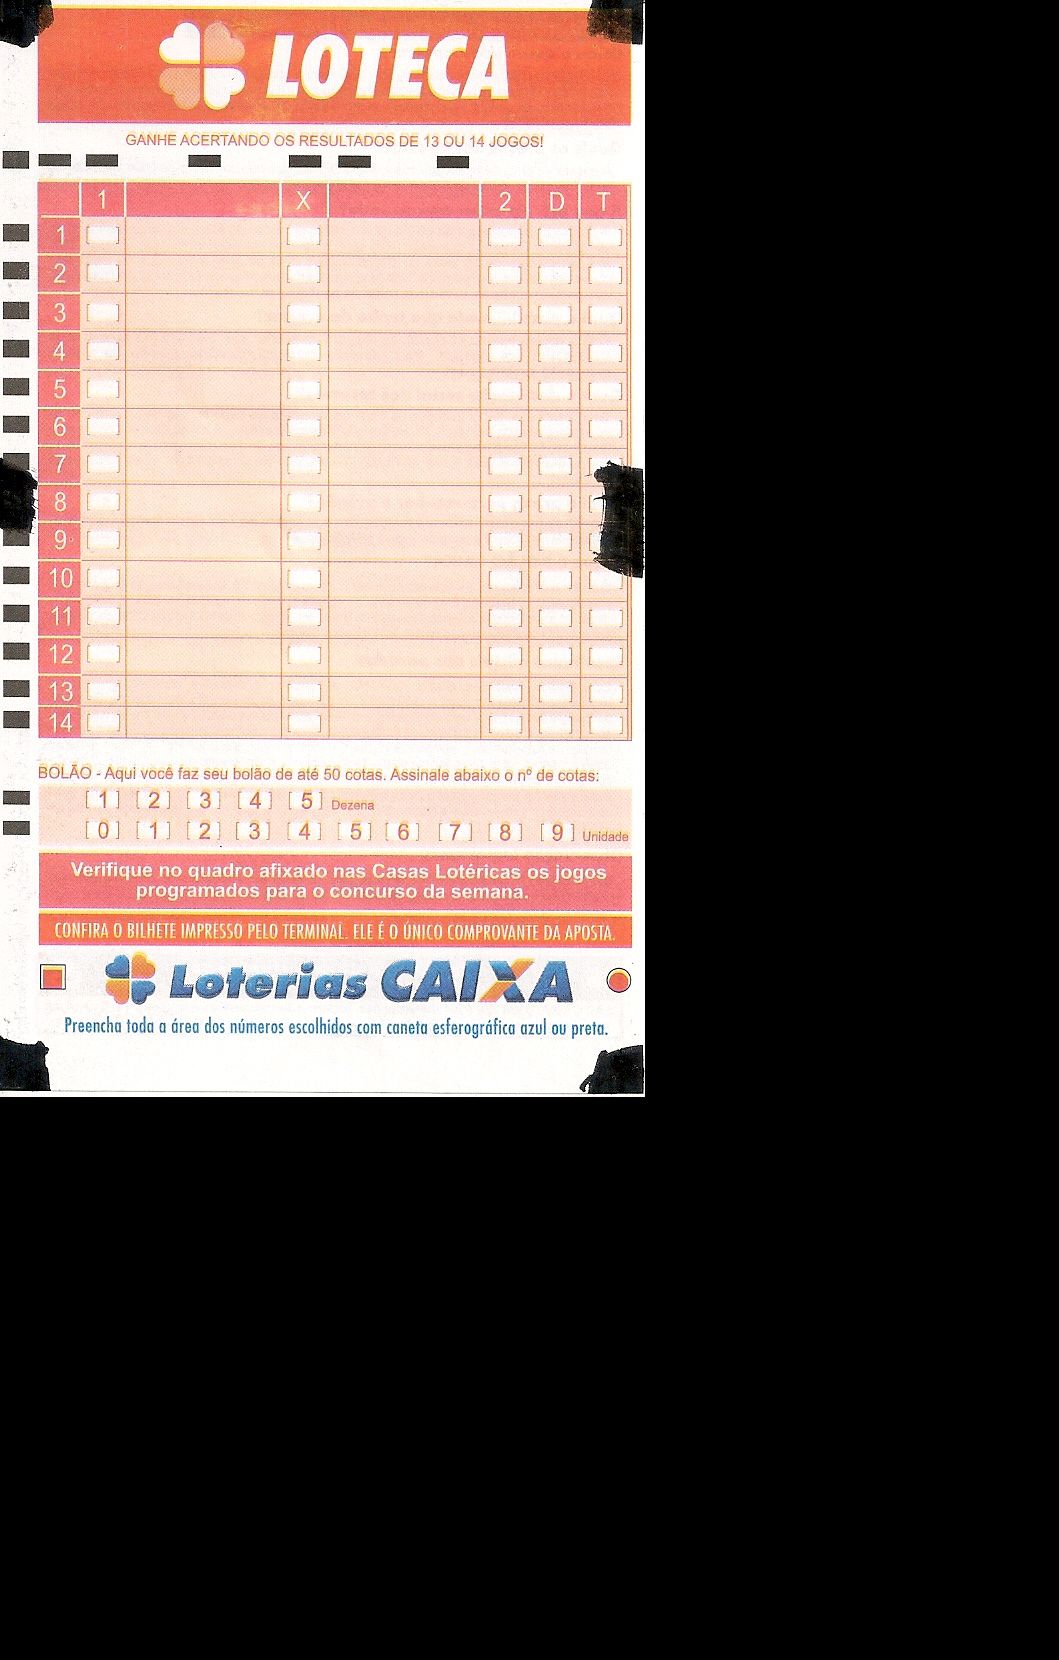 LOTECA
GANHE ACERTANDO OS RESULTADOS DE 13 OU 14 JOGOS!
1 X 2 D T
1
2
3
4
5
6
7
8
9
10
11
12
13
14
BOLÃO - Aqui você faz seu bolão de até 50 cotas. Assinale abaixo o nº de cotas:
[ 1 ] [ 2 ] [ 3 ] [ 4 ] [ 5 ] Dezena
[ 0 ] [ 1 ] [ 2 ] [ 3 ] [ 4 ] [ 5 ] [ 6 ] [ 7 ] [ 8 ] [ 9 ] Unidade
Verifique no quadro afixado nas Casas Lotéricas os jogos
programados para o concurso da semana.
CONFIRA O BILHETE IMPRESSO PELO TERMINAL. ELE É O ÚNICO COMPROVANTE DA APOSTA.
Loterias CAIXA
Preencha toda a área dos números escolhidos com caneta esferográfica azul ou preta.